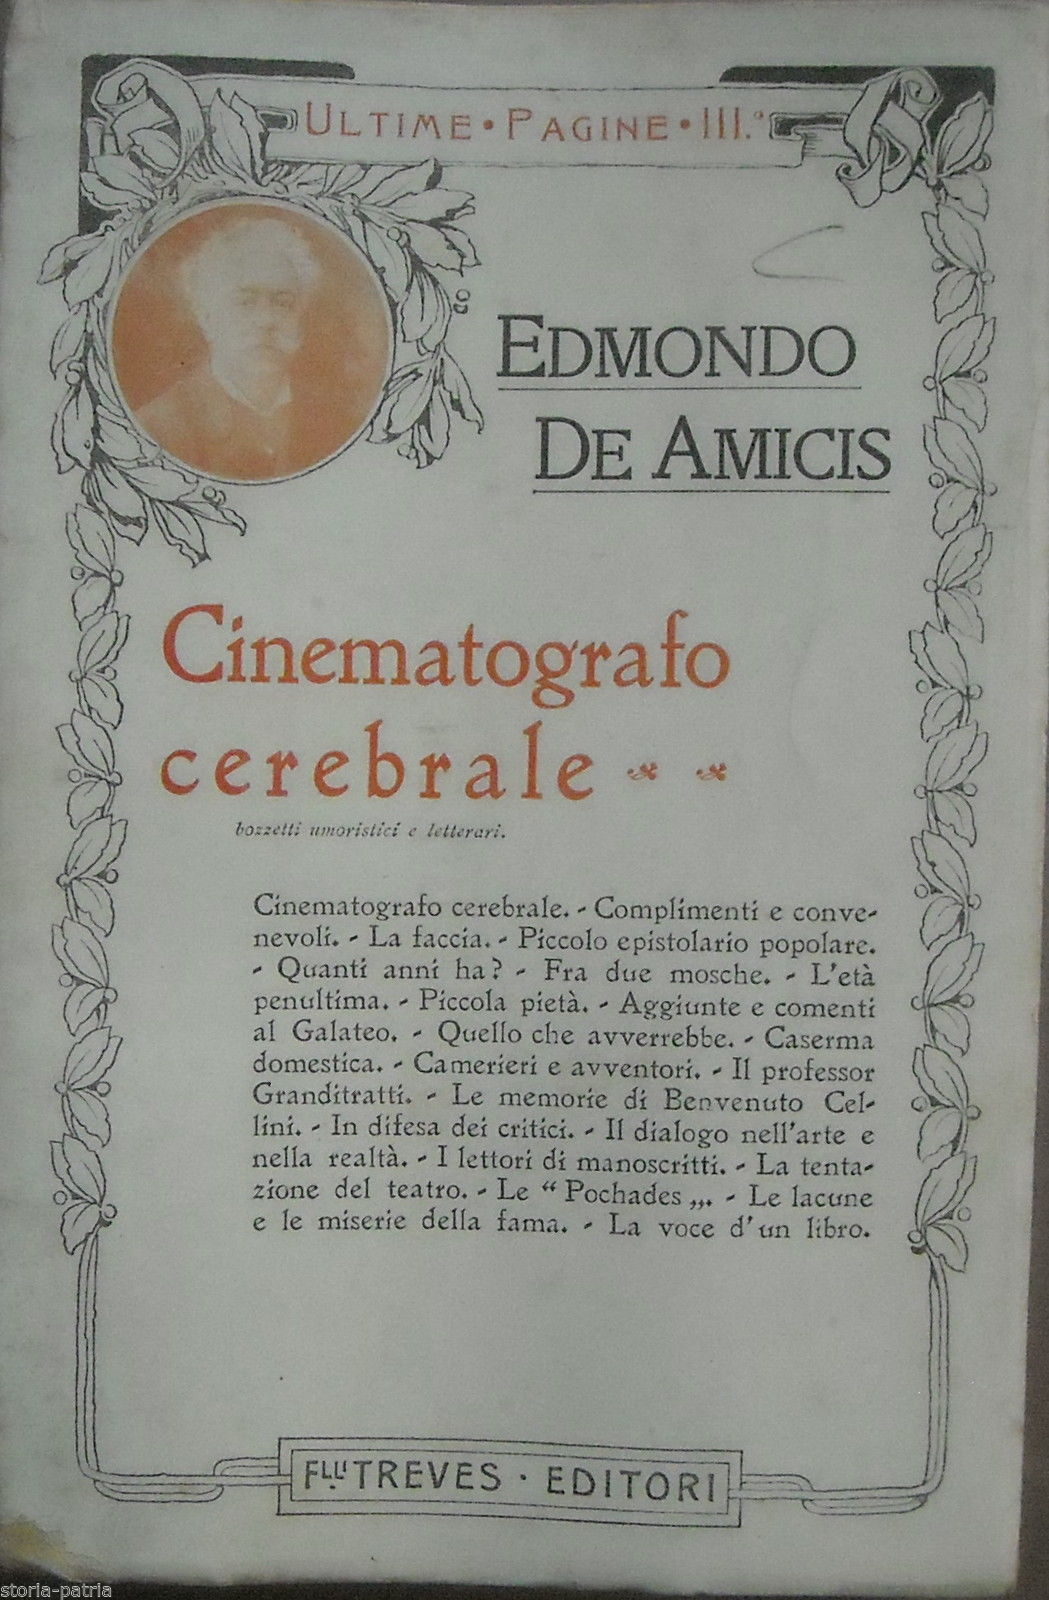 ULTIME • PAGINE • III.ª
EDMONDO
DE AMICIS
Cinematografo
cerebrale
bozzetti umoristici e letterari.
Cinematografo cerebrale. - Complimenti e conve-
nevoli. - La faccia. - Piccolo epistolario popolare.
- Quanti anni ha? - Fra due mosche. - L'età
penultima. - Piccola pietà. - Aggiunte e comenti
al Galateo. - Quello che avverrebbe. - Caserma
domestica. - Camerieri e avventori. - Il professor
Granditratti. - Le memorie di Benvenuto Cel-
lini. - In difesa dei critici. - Il dialogo nell'arte e
nella realtà. - I lettori di manoscritti. - La tenta-
zione del teatro. - Le “ Pochades „. - Le lacune
e le miserie della fama. - La voce d'un libro.
F.LLI TREVES · EDITORI
storia-patria